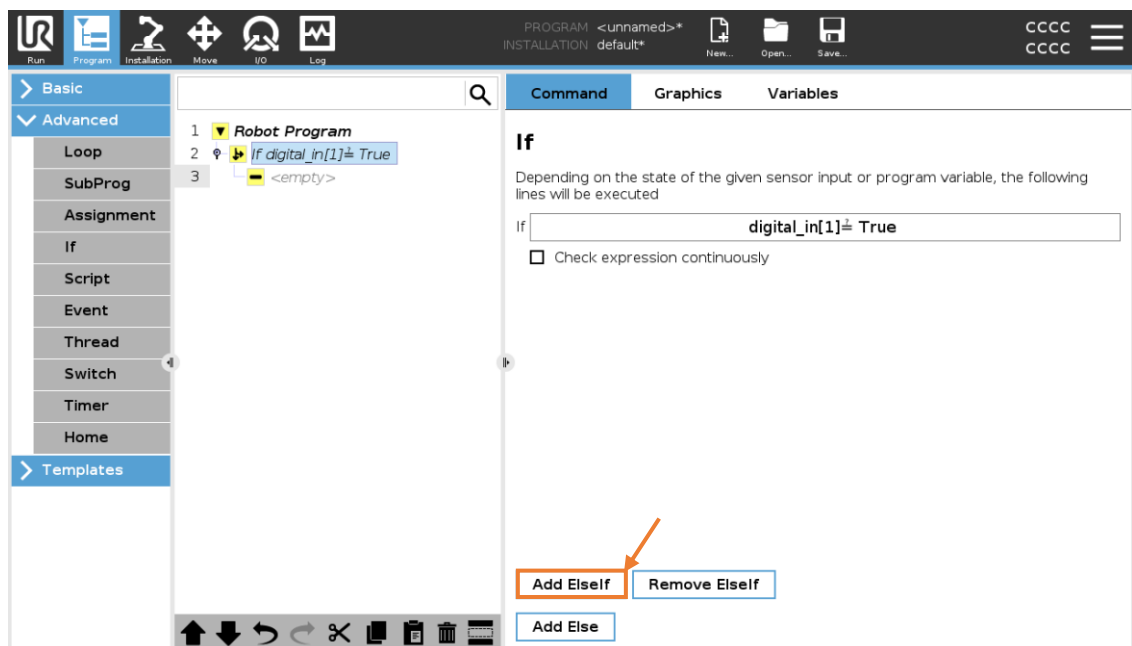 UR
Run
Program
Installation
Move
I/O
Log
PROGRAM <unnamed>*
INSTALLATION default*
New...
Open...
Save...
CCCC
CCCC
Basic
Advanced
Loop
SubProg
Assignment
If
Script
Event
Thread
Switch
Timer
Home
Templates
1 Robot Program
2 If digital_in[1]≟ True
3 <empty>
Command Graphics Variables
If
Depending on the state of the given sensor input or program variable, the following
lines will be executed
If digital_in[1]≟ True
Check expression continuously
Add ElseIf Remove ElseIf
Add Else